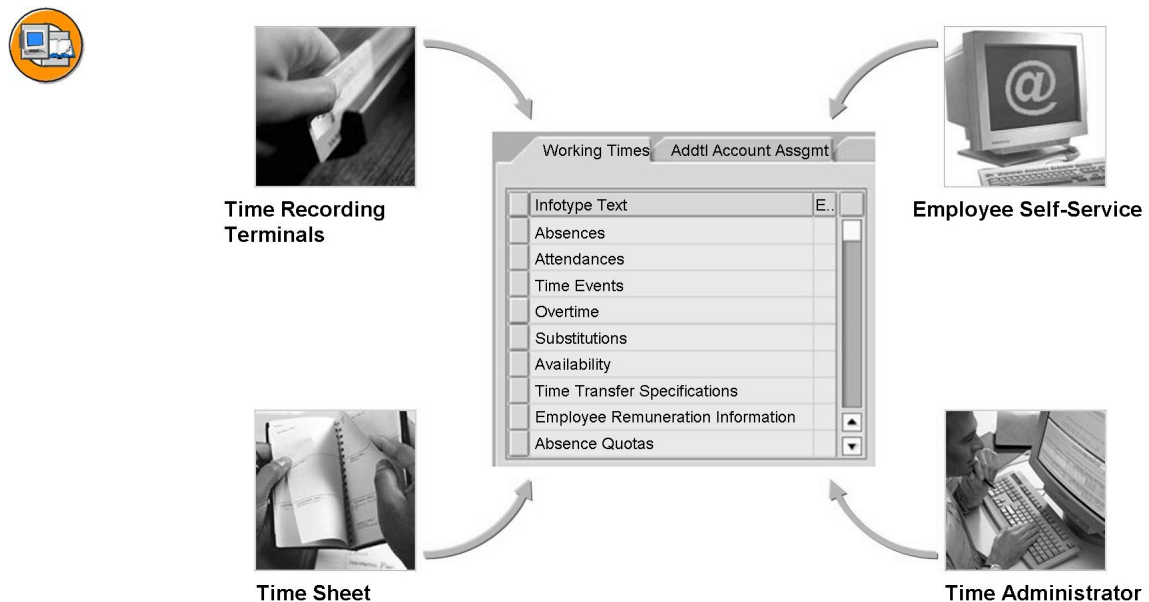 Working Times
Addtl Account Assgmt
Infotype Text
E..
Absences
Attendances
Time Events
Overtime
Substitutions
Availability
Time Transfer Specifications
Employee Remuneration Information
Absence Quotas
Time Recording
Terminals
@
Employee Self-Service
Time Sheet
Time Administrator